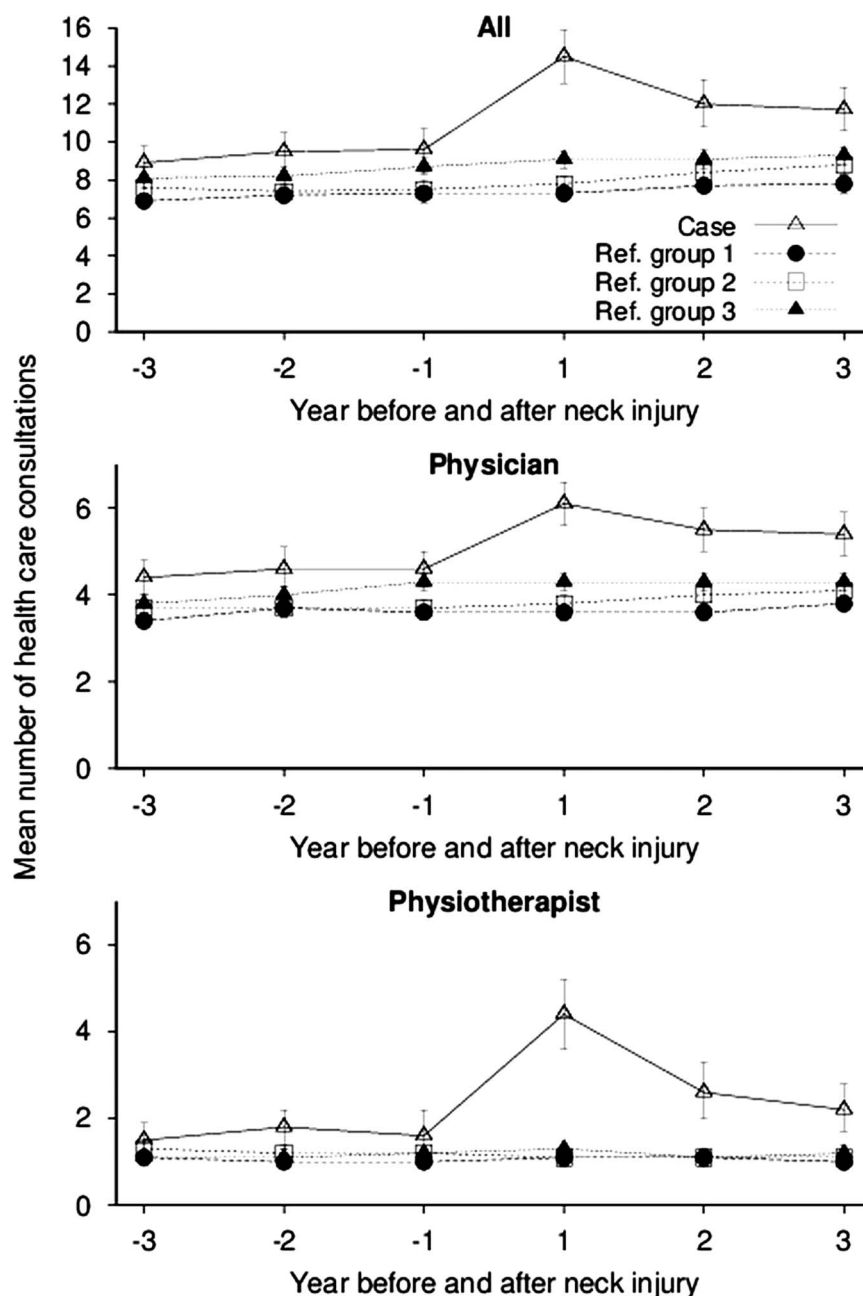 Mean number of health care consultations
All
16
14
12
10
8
6
4
2
0
Case
Ref. group 1
Ref. group 2
Ref. group 3
-3 -2 -1 1 2 3
Year before and after neck injury
Physician
6
4
2
0
-3 -2 -1 1 2 3
Year before and after neck injury
Physiotherapist
6
4
2
0
-3 -2 -1 1 2 3
Year before and after neck injury